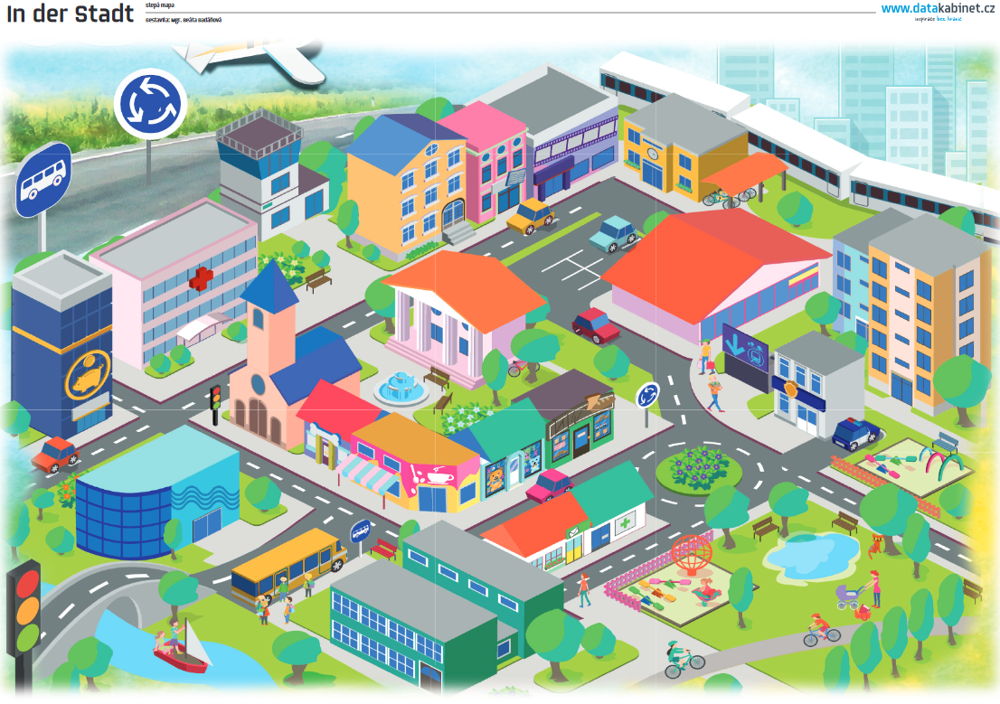 In der Stadt
slepá mapa
Sestavila: Mgr. Beáta Badáňová
www.datakabinet.cz
inspirace bez hranic